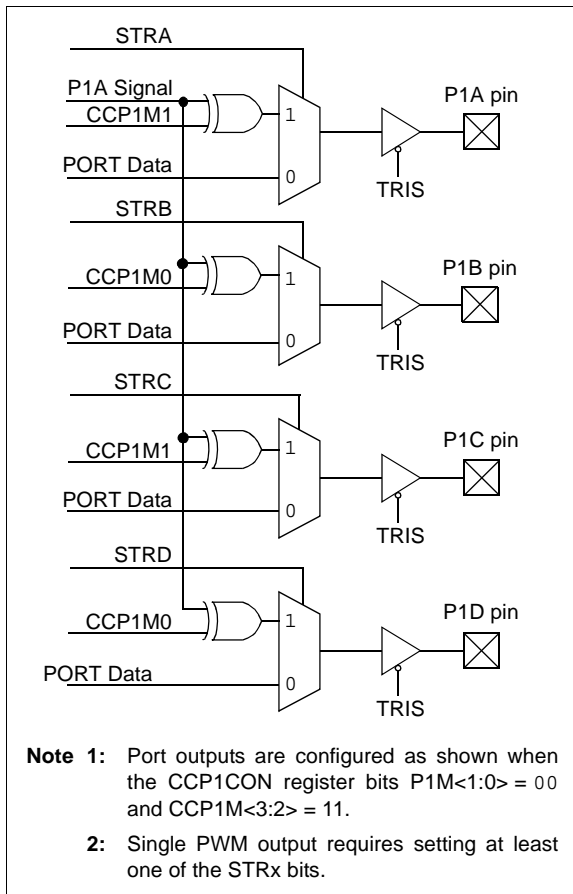 STRA
P1A Signal
CCP1M1
1
P1A pin
PORT Data
0
TRIS
STRB
CCP1M0
1
P1B pin
PORT Data
0
TRIS
STRC
CCP1M1
1
P1C pin
PORT Data
0
TRIS
STRD
CCP1M0
1
P1D pin
PORT Data
0
TRIS
Note 1: Port outputs are configured as shown when
the CCP1CON register bits P1M<1:0> = 00
and CCP1M<3:2> = 11.
2: Single PWM output requires setting at least
one of the STRx bits.